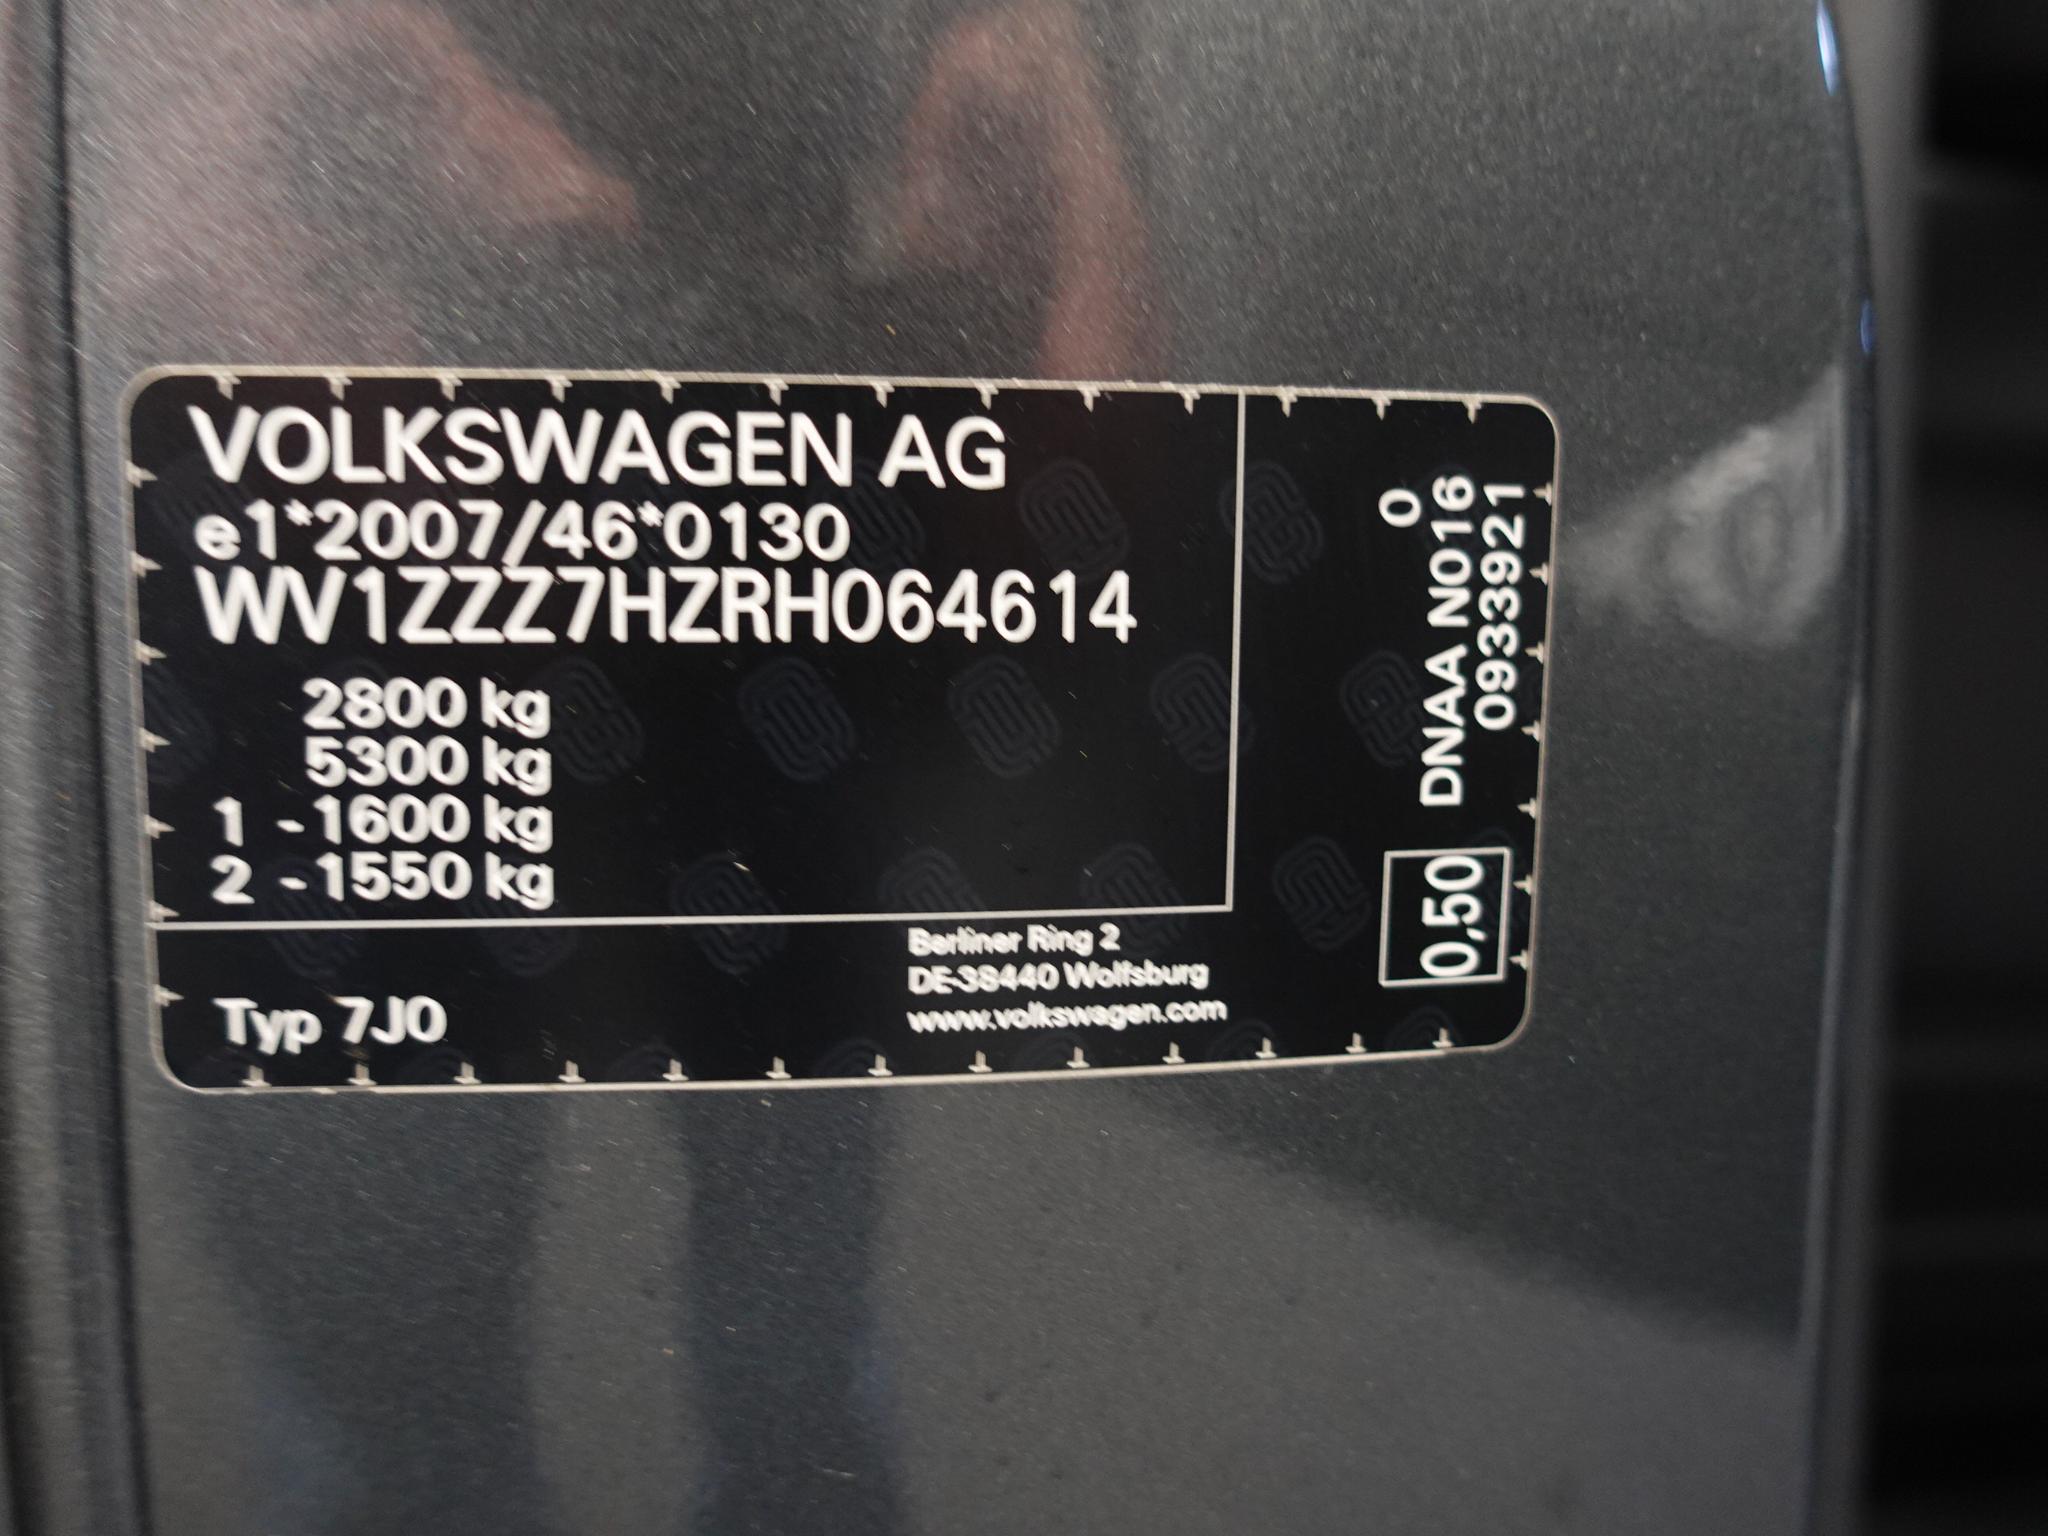 VOLKSWAGEN AG
e1*2007/46*0130
WV1ZZZ7HZRH064614
2800 kg
5300 kg
1 -1600 kg
2 -1550 kg
Typ 7J0
Berliner Ring 2
DE-38440 Wolfsburg
www.volkswagen.com
0
0,50 DNAA N016
0933921